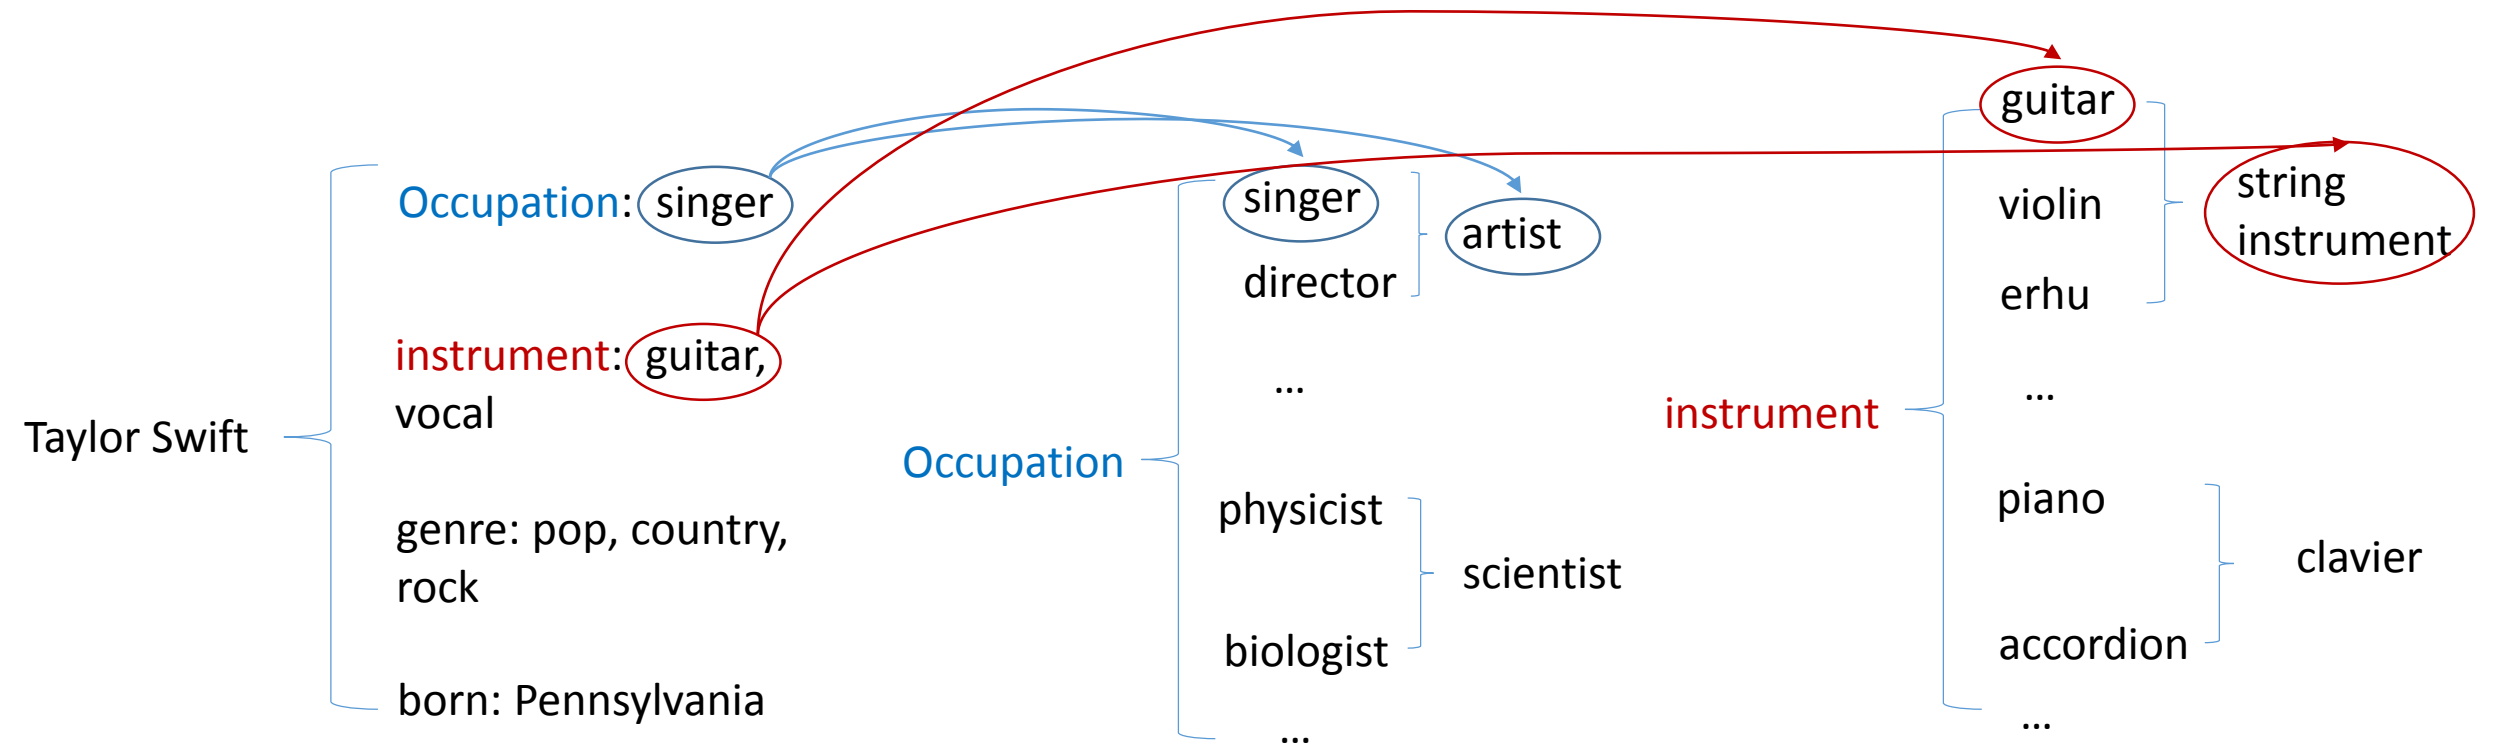 Taylor Swift
Occupation: singer
instrument: guitar,
vocal
genre: pop, country,
rock
born: Pennsylvania
Occupation
singer
director
artist
...
physicist
biologist
scientist
...
instrument
guitar
violin
erhu
string
instrument
...
piano
accordion
clavier
...